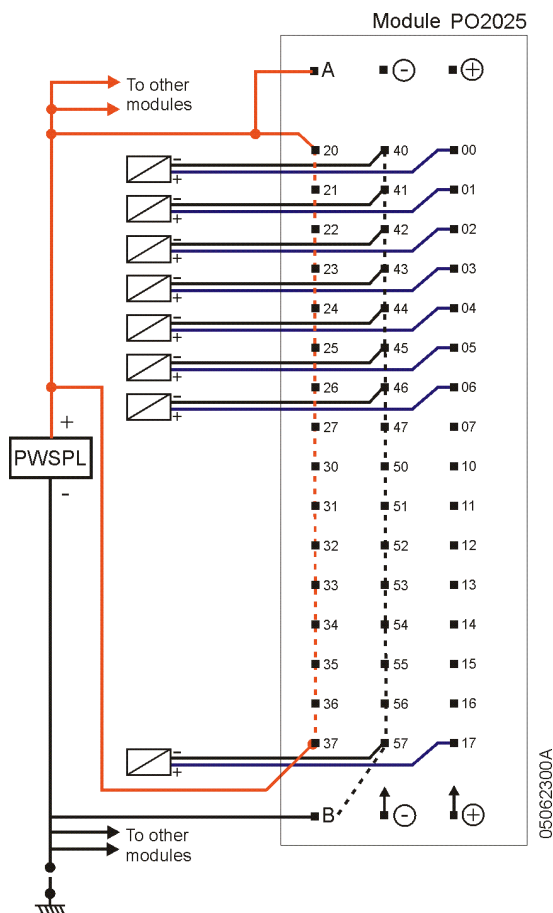 Module PO2025
A - +
To other
modules
20 40 00
- +
21 41 01
- +
22 42 02
- +
23 43 03
- +
24 44 04
- +
25 45 05
- +
26 46 06
- +
27 47 07
+
PWSPL
-
30 50 10
31 51 11
32 52 12
33 53 13
34 54 14
35 55 15
36 56 16
37 57 17
- +
B - +
To other
modules
05062300A